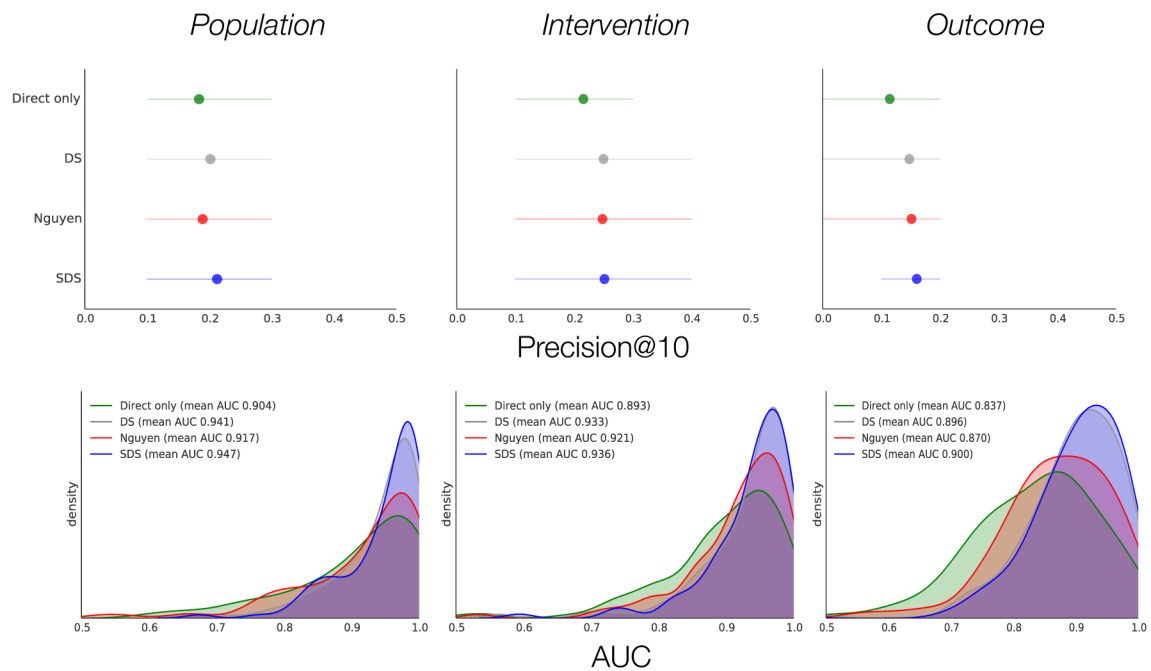 Population
Intervention
Outcome
Direct only
DS
Nguyen
SDS
0.0 0.1 0.2 0.3 0.4 0.5
0.0 0.1 0.2 0.3 0.4 0.5
0.0 0.1 0.2 0.3 0.4 0.5
Precision@10
Direct only (mean AUC 0.904)
DS (mean AUC 0.941)
Nguyen (mean AUC 0.917)
SDS (mean AUC 0.947)
density
0.5 0.6 0.7 0.8 0.9 1.0
Direct only (mean AUC 0.893)
DS (mean AUC 0.933)
Nguyen (mean AUC 0.921)
SDS (mean AUC 0.936)
density
0.5 0.6 0.7 0.8 0.9 1.0
Direct only (mean AUC 0.837)
DS (mean AUC 0.896)
Nguyen (mean AUC 0.870)
SDS (mean AUC 0.900)
density
0.5 0.6 0.7 0.8 0.9 1.0
AUC